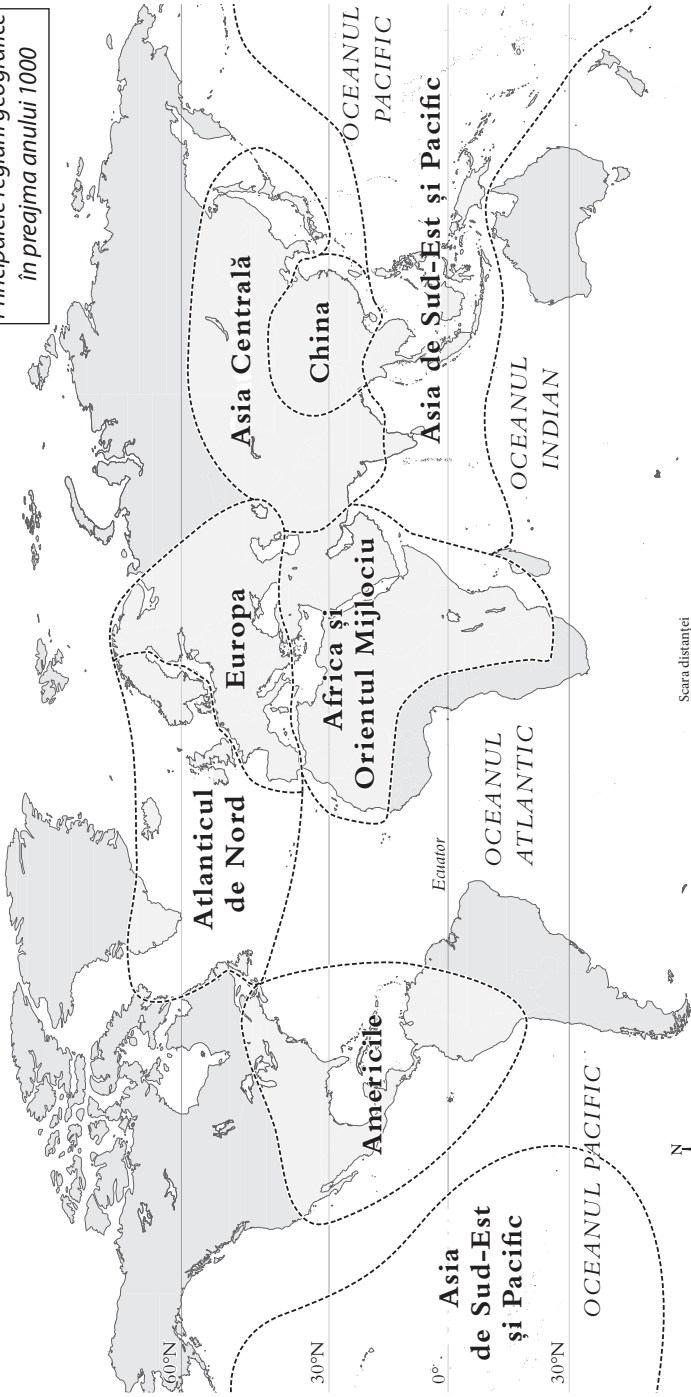 Principalele regiuni geografice
în preajma anului 1000
60°N
30°N
0°
30°N
Atlanticul
de Nord
Europa
Asia Centrală
China
Africa și
Orientul Mijlociu
Americile
Asia de Sud-Est și Pacific
Asia
de Sud-Est
și Pacific
OCEANUL
PACIFIC
OCEANUL
INDIAN
OCEANUL
ATLANTIC
OCEANUL PACIFIC
Ecuator
N
Scara distanței